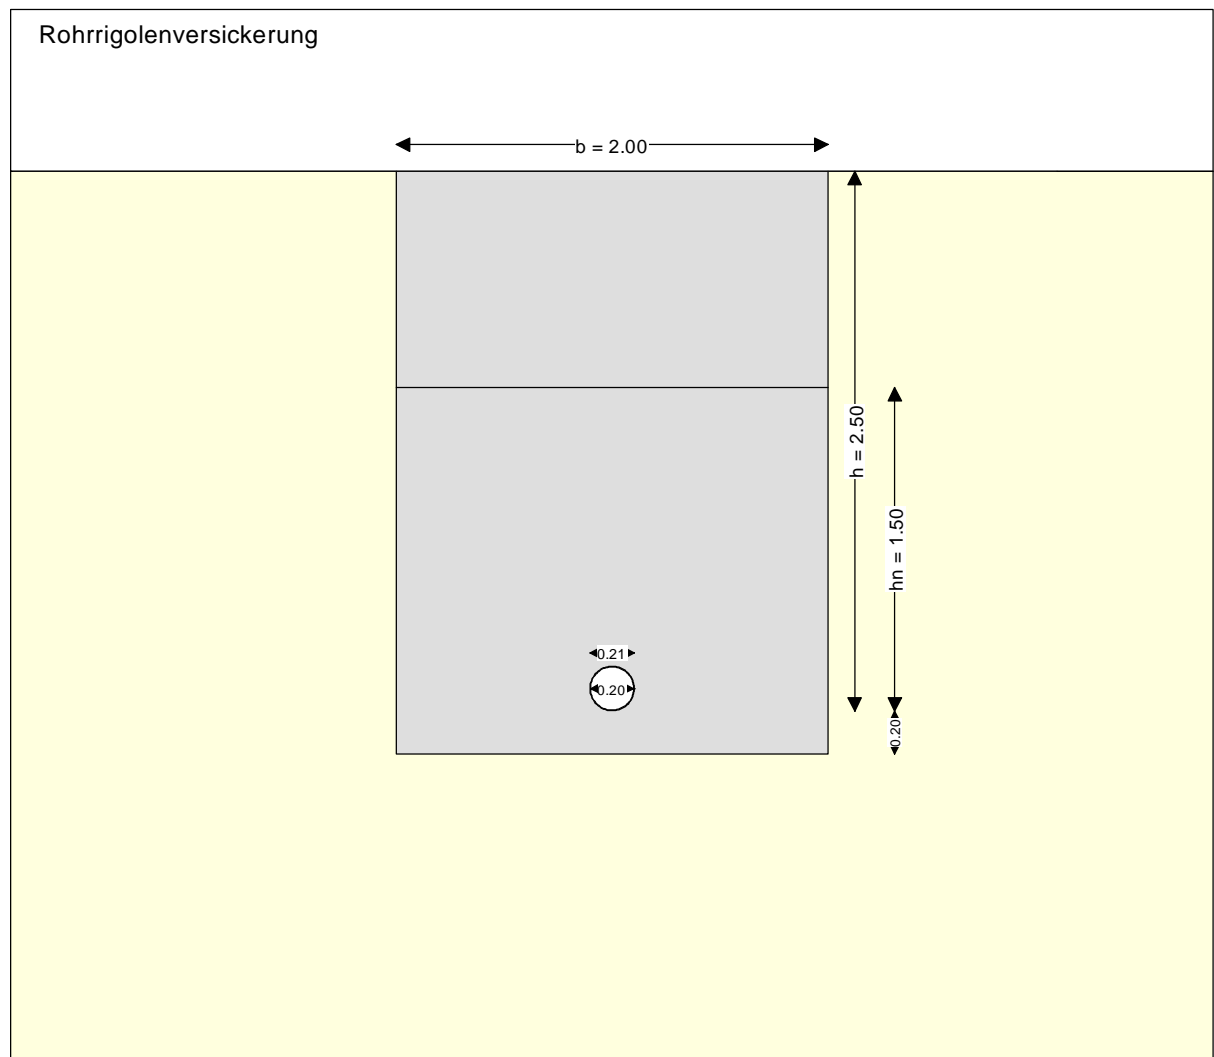 Rohrrigolenversickerung
b = 2.00
h = 2.50
hn = 1.50
0.21
0.20
0.20